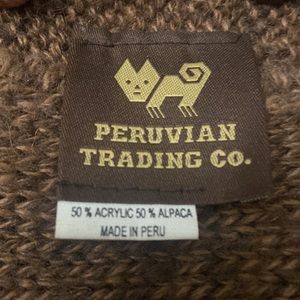 PERUVIAN
TRADING CO.
50 % ACRYLIC 50 % ALPACA
MADE IN PERU